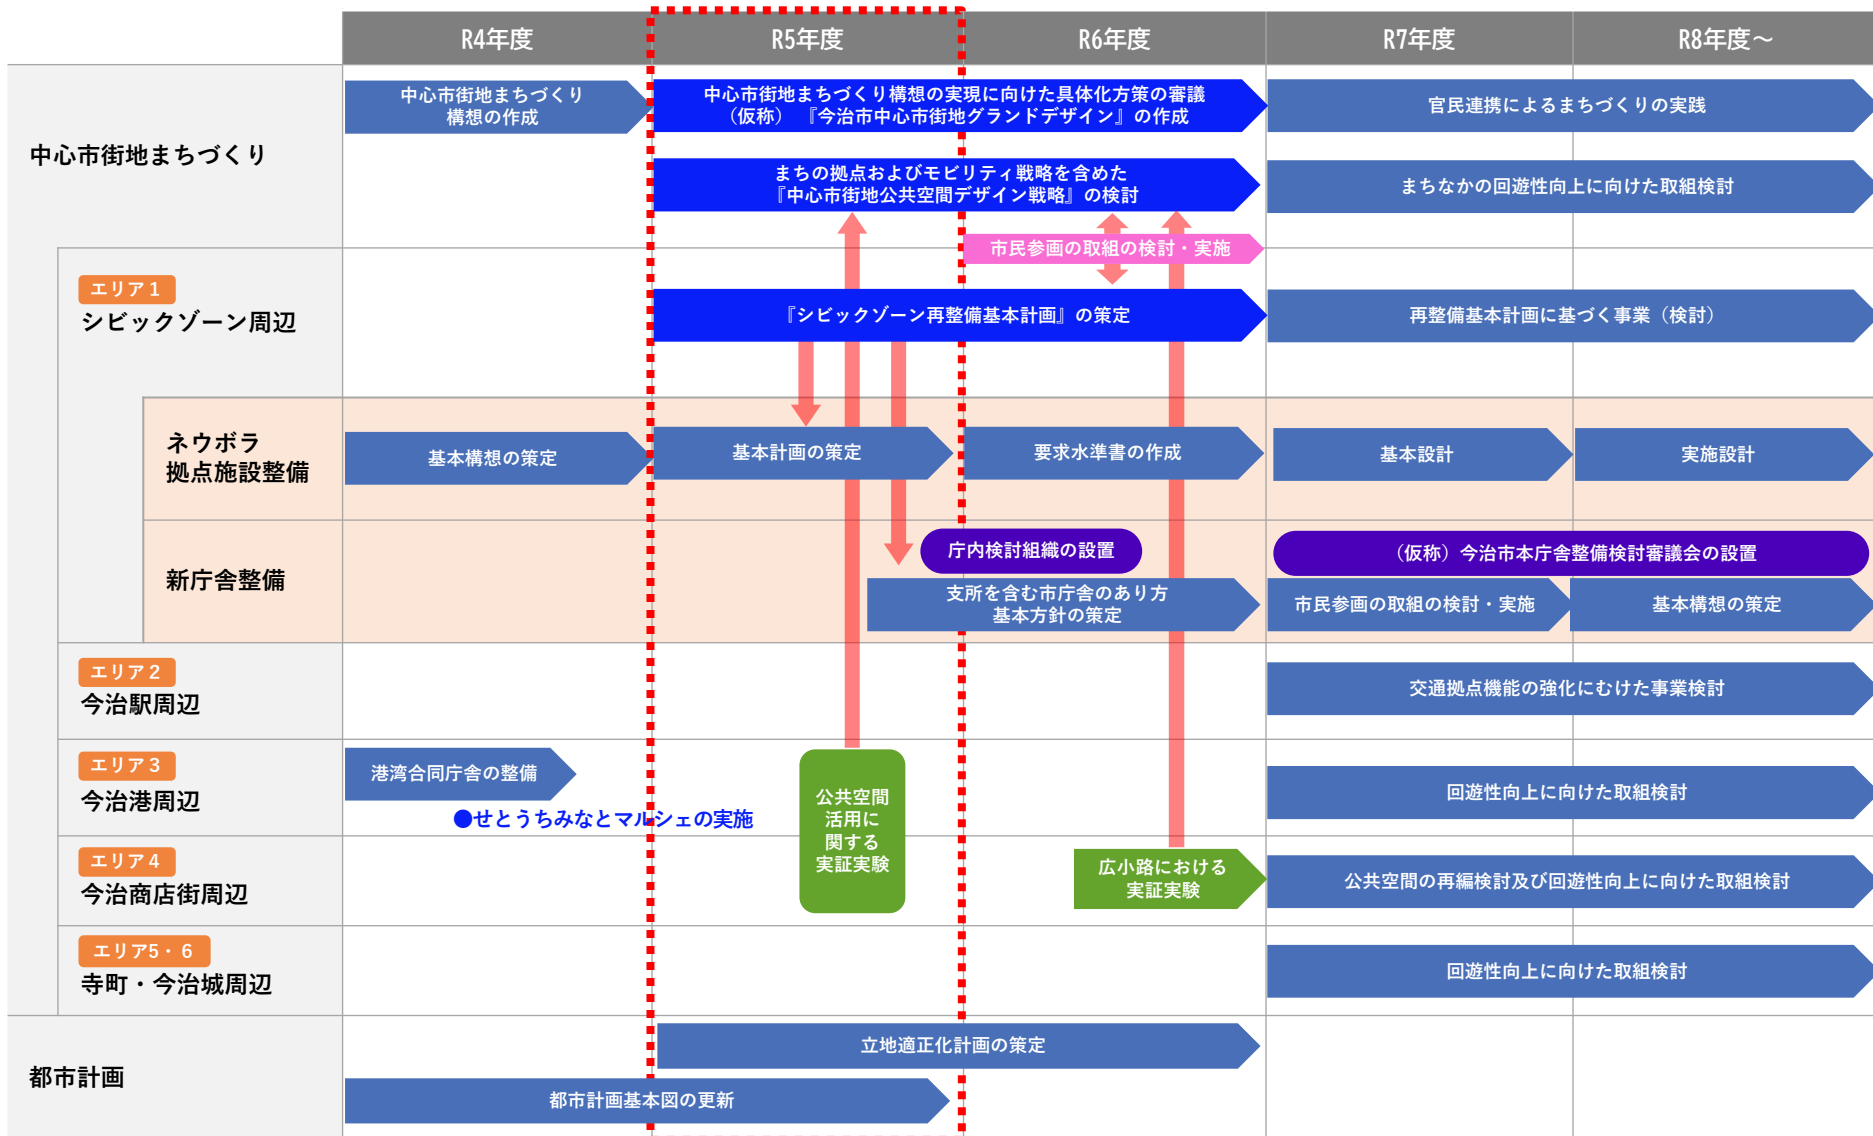 R4年度
R5年度
R6年度
R7年度
R8年度～
中心市街地まちづくり
中心市街地まちづくり
構想の作成
中心市街地まちづくり構想の実現に向けた具体化方策の審議
（仮称）『今治市中心市街地グランドデザイン』の作成
官民連携によるまちづくりの実践
まちの拠点およびモビリティ戦略を含めた
『中心市街地公共空間デザイン戦略』の検討
まちなかの回遊性向上に向けた取組検討
市民参画の取組の検討・実施
エリア１
シビックゾーン周辺
『シビックゾーン再整備基本計画』の策定
再整備基本計画に基づく事業（検討）
ネウボラ
拠点施設整備
基本構想の策定
基本計画の策定
要求水準書の作成
基本設計
実施設計
新庁舎整備
庁内検討組織の設置
（仮称）今治市本庁舎整備検討審議会の設置
支所を含む市庁舎のあり方
基本方針の策定
市民参画の取組の検討・実施
基本構想の策定
エリア２
今治駅周辺
交通拠点機能の強化にむけた事業検討
エリア３
今治港周辺
港湾合同庁舎の整備
●せとうちみなとマルシェの実施
公共空間
活用に
関する
実証実験
回遊性向上に向けた取組検討
エリア４
今治商店街周辺
広小路における
実証実験
公共空間の再編検討及び回遊性向上に向けた取組検討
エリア5・６
寺町・今治城周辺
回遊性向上に向けた取組検討
都市計画
立地適正化計画の策定
都市計画基本図の更新